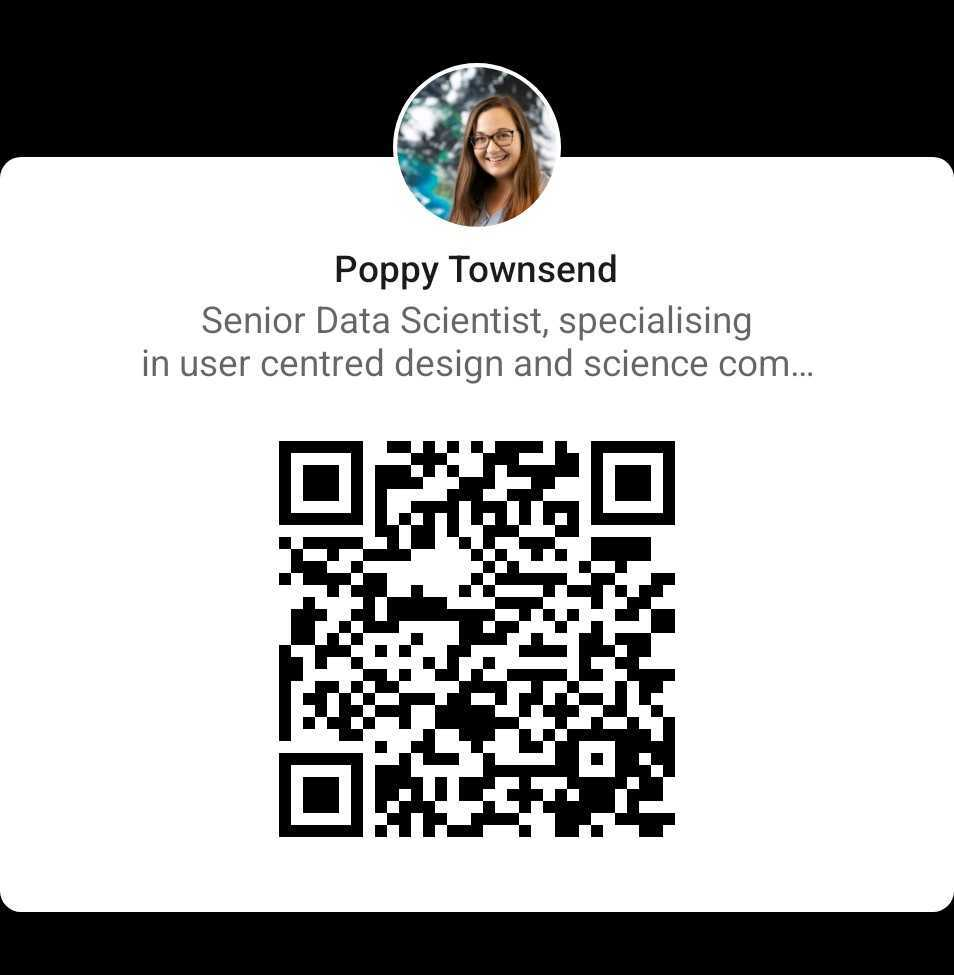 Poppy Townsend
Senior Data Scientist, specialising
in user centred design and science com...